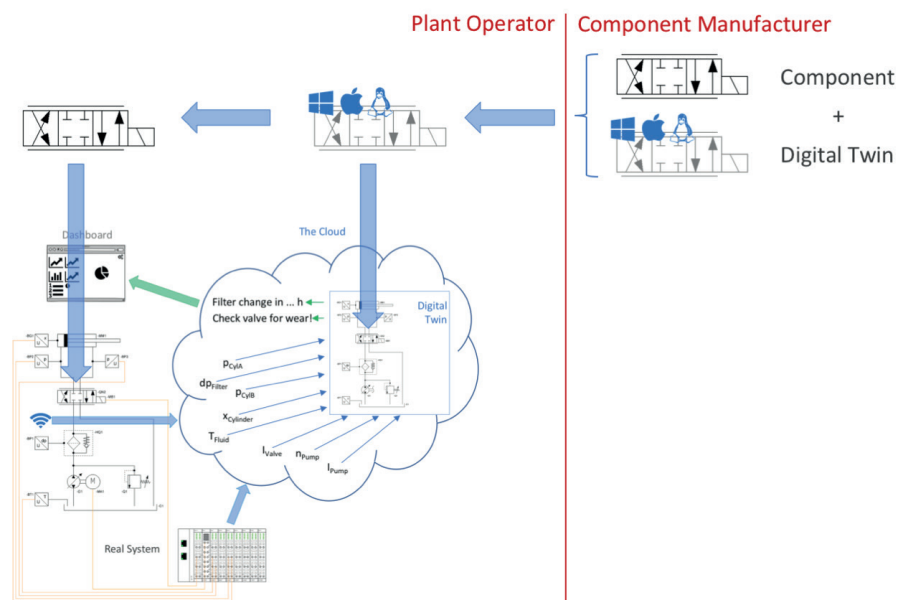 Plant Operator
Component Manufacturer
Component
+
Digital Twin
Dashboard
The Cloud
Filter change in ... h
Check valve for wear!
Digital
Twin
pCylA
dpFilter
pCylB
xCylinder
TFluid
IValve
nPump
IPump
M
Real System